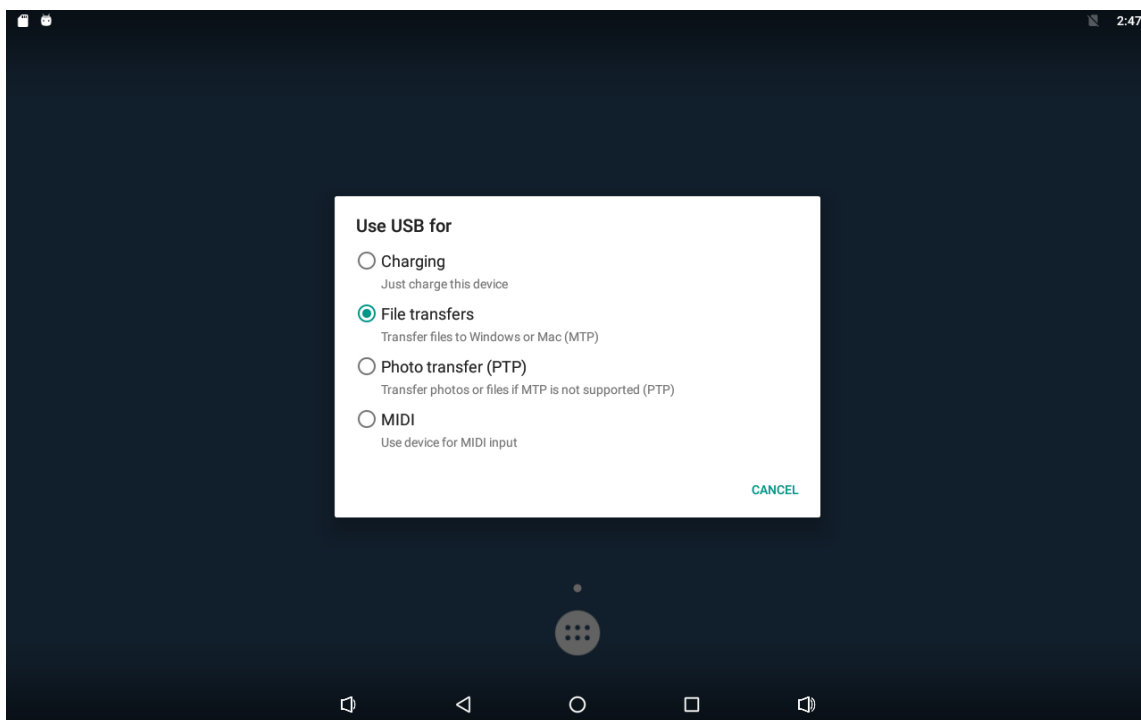 2:47
Use USB for
Charging
Just charge this device
File transfers
Transfer files to Windows or Mac (MTP)
Photo transfer (PTP)
Transfer photos or files if MTP is not supported (PTP)
MIDI
Use device for MIDI input
CANCEL